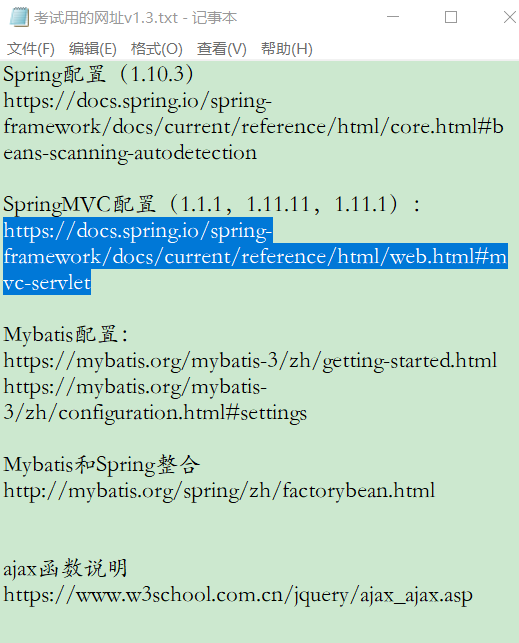 考试用的网址v1.3.txt - 记事本
文件(F) 编辑(E) 格式(O) 查看(V) 帮助(H)
Spring配置（1.10.3）
https://docs.spring.io/spring-
framework/docs/current/reference/html/core.html#b
eans-scanning-autodetection
SpringMVC配置（1.1.1，1.11.11，1.11.1）：
https://docs.spring.io/spring-
framework/docs/current/reference/html/web.html#m
vc-servlet
Mybatis配置：
https://mybatis.org/mybatis-3/zh/getting-started.html
https://mybatis.org/mybatis-
3/zh/configuration.html#settings
Mybatis和Spring整合
http://mybatis.org/spring/zh/factorybean.html
ajax函数说明
https://www.w3school.com.cn/jquery/ajax_ajax.asp